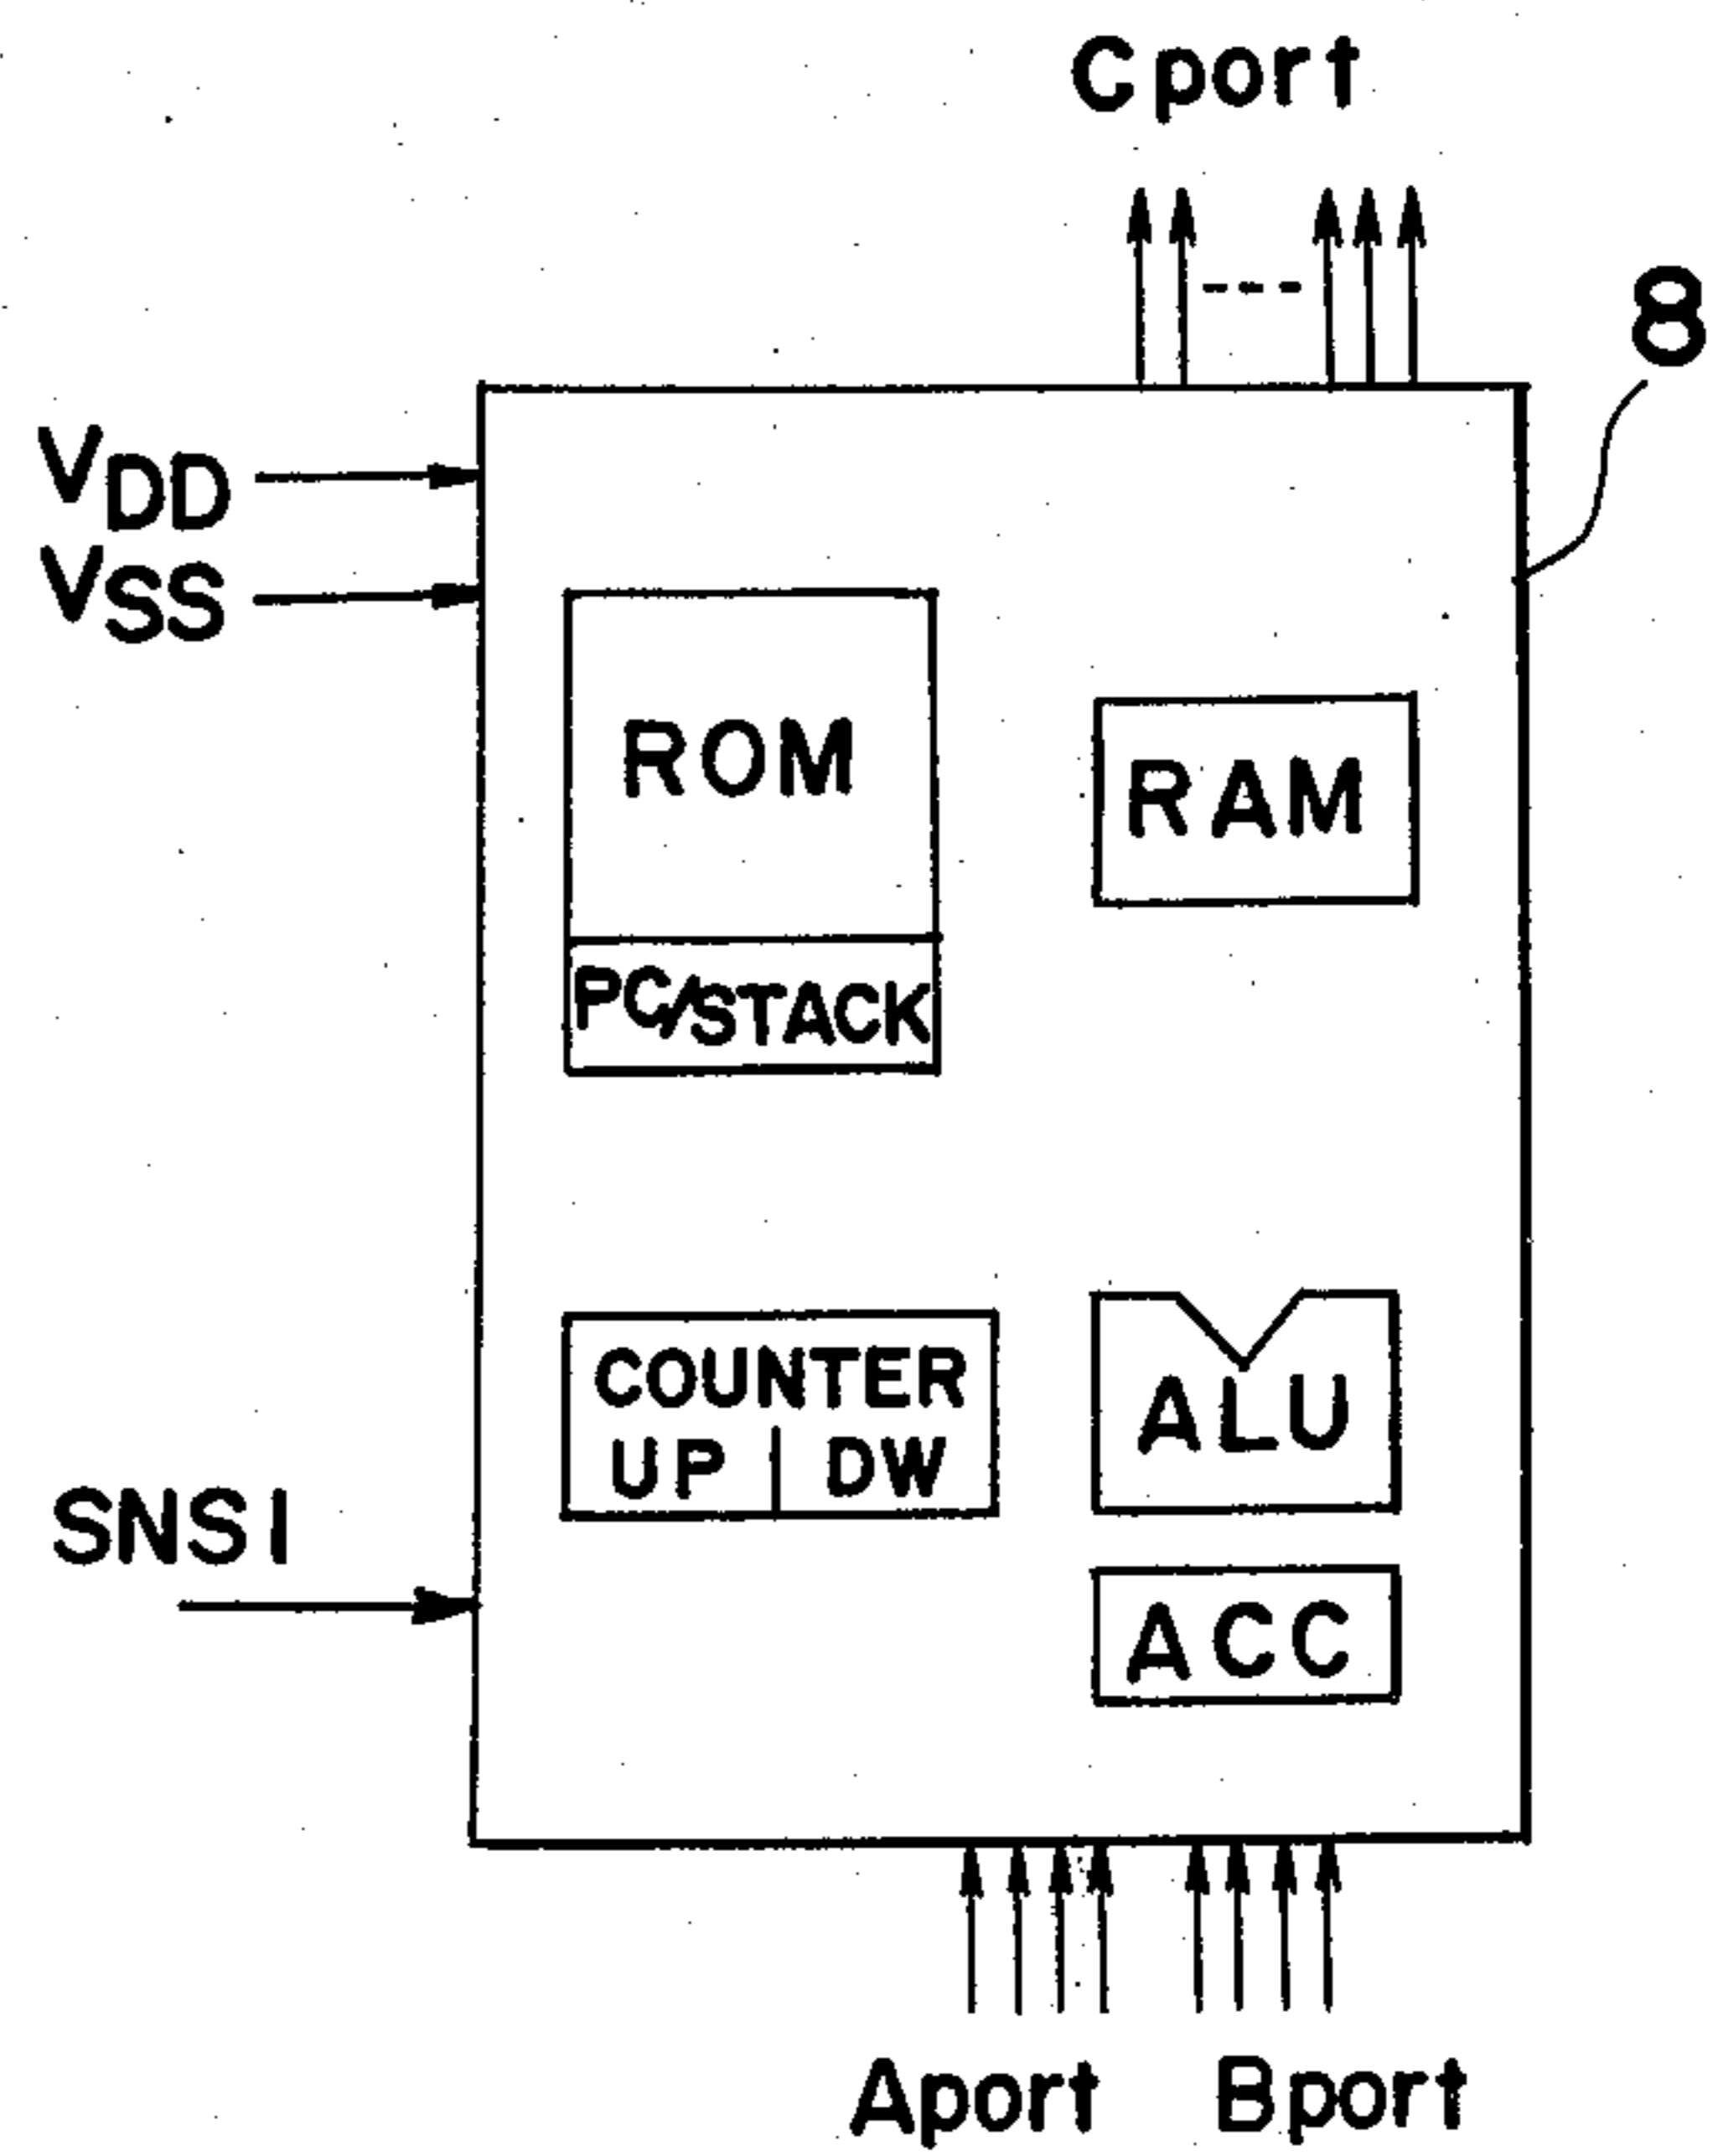 Cport
8
VDD
VSS
ROM
RAM
PC/STACK
COUNTER
UP | DW
ALU
SNSI
ACC
Aport
Bport